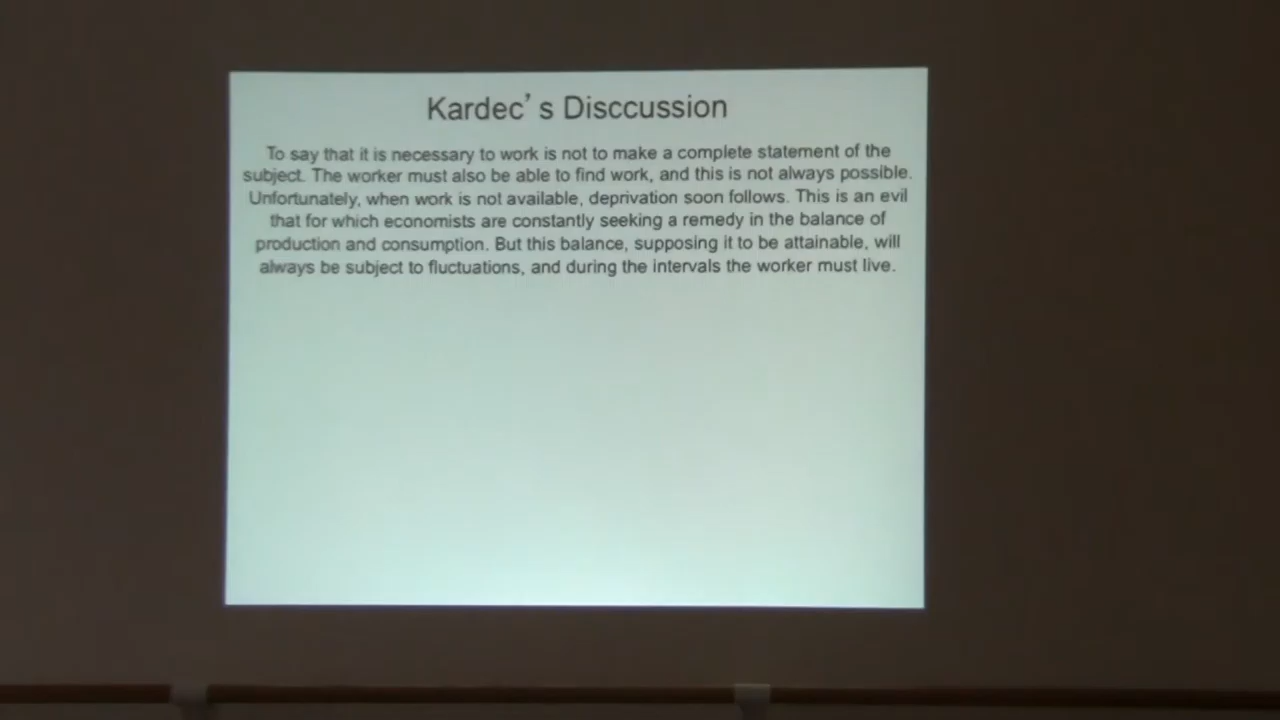 Kardec’ s Disccussion
To say that it is necessary to work is not to make a complete statement of the
subject. The worker must also be able to find work, and this is not always possible.
Unfortunately, when work is not available, deprivation soon follows. This is an evil
that for which economists are constantly seeking a remedy in the balance of
production and consumption. But this balance, supposing it to be attainable, will
always be subject to fluctuations, and during the intervals the worker must live.